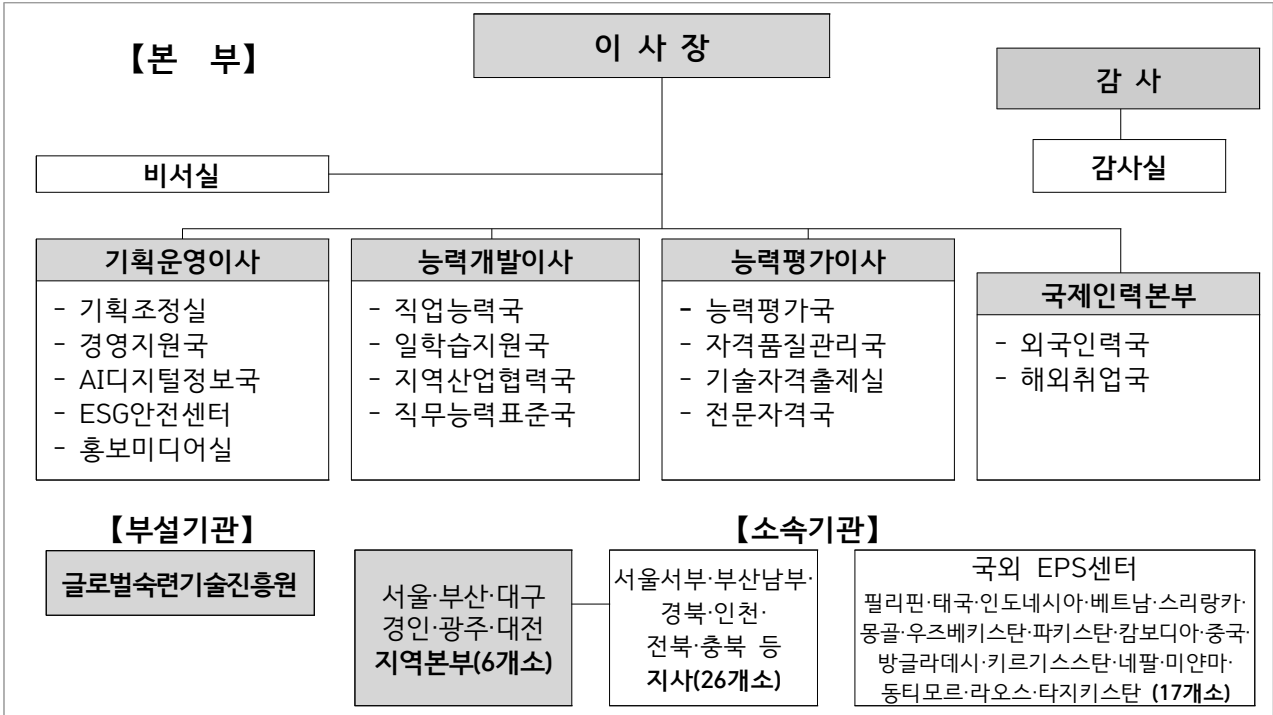 【본 부】
이 사 장
감 사
비서실
감사실
기획운영이사
- 기획조정실
- 경영지원국
- AI디지털정보국
- ESG안전센터
- 홍보미디어실
능력개발이사
- 직업능력국
- 일학습지원국
- 지역산업협력국
- 직무능력표준국
능력평가이사
- 능력평가국
- 자격품질관리국
- 기술자격출제실
- 전문자격국
국제인력본부
- 외국인력국
- 해외취업국
【부설기관】
글로벌숙련기술진흥원
【소속기관】
서울·부산·대구
경인·광주·대전
지역본부(6개소)
서울서부·부산남부·
경북·인천·
전북·충북 등
지사(26개소)
국외 EPS센터
필리핀·태국·인도네시아·베트남·스리랑카·
몽골·우즈베키스탄·파키스탄·캄보디아·중국·
방글라데시·키르기스스탄·네팔·미얀마·
동티모르·라오스·타지키스탄 (17개소)